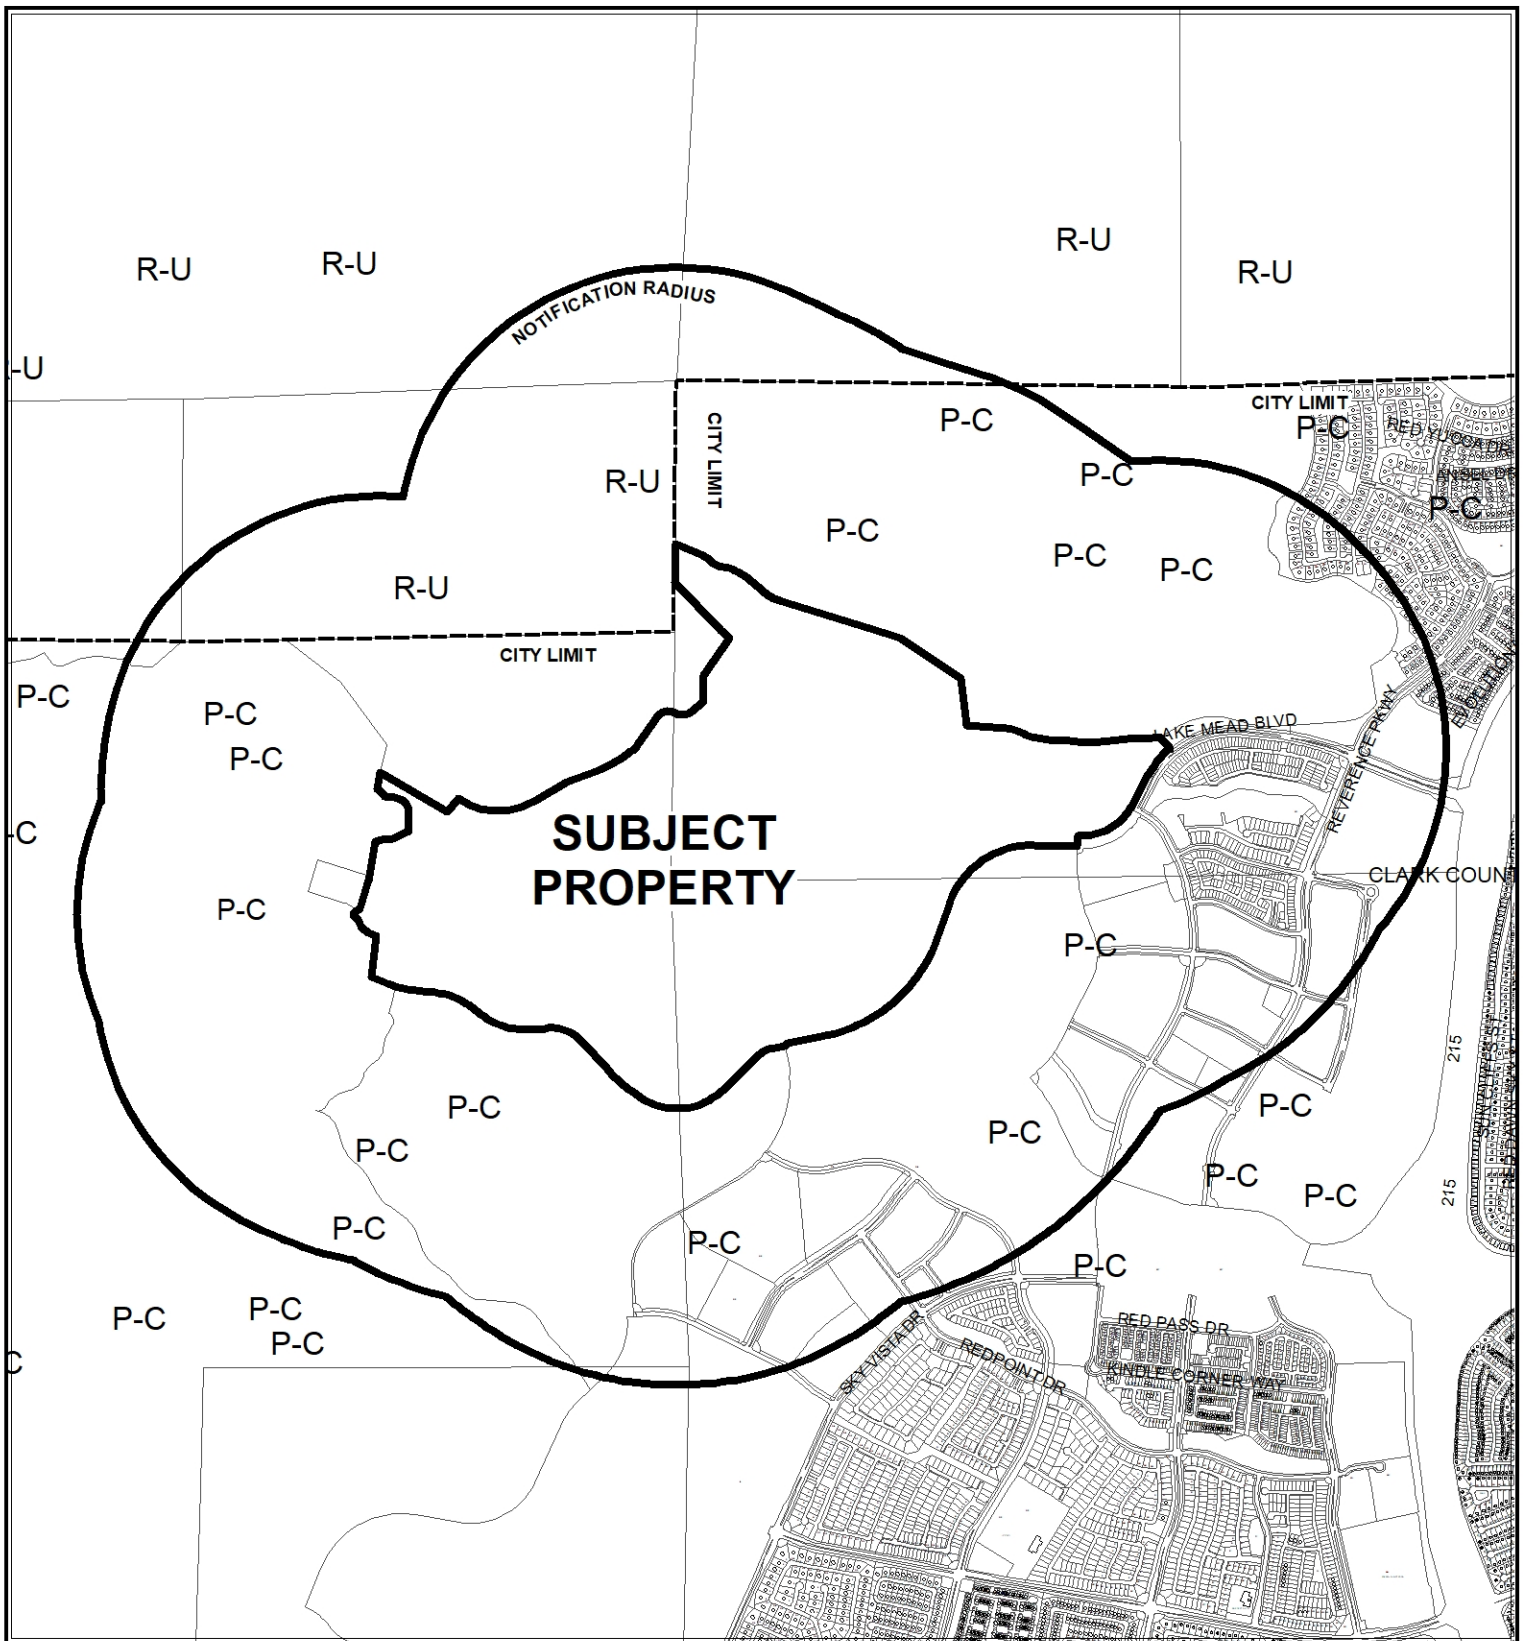 R-U
R-U
R-U
R-U
NOTIFICATION RADIUS
-U
CITY LIMIT
P-C
CITY LIMIT
P-C
RED YUCCA DR
P-C
R-U
P-C
P-C
P-C
P-C
R-U
CITY LIMIT
P-C
P-C
P-C
LAKE MEAD BLVD
REVERENCE PKWY
EVOLUTION
-C
SUBJECT
PROPERTY
CLARK COUN
P-C
P-C
215
P-C
P-C
P-C
P-C
P-C
P-C
215
P-C
P-C
P-C
P-C
P-C
P-C
C
SKY VISTA DR
REDPOINT DR
RED PASS DR
KINDLE CORNER WAY